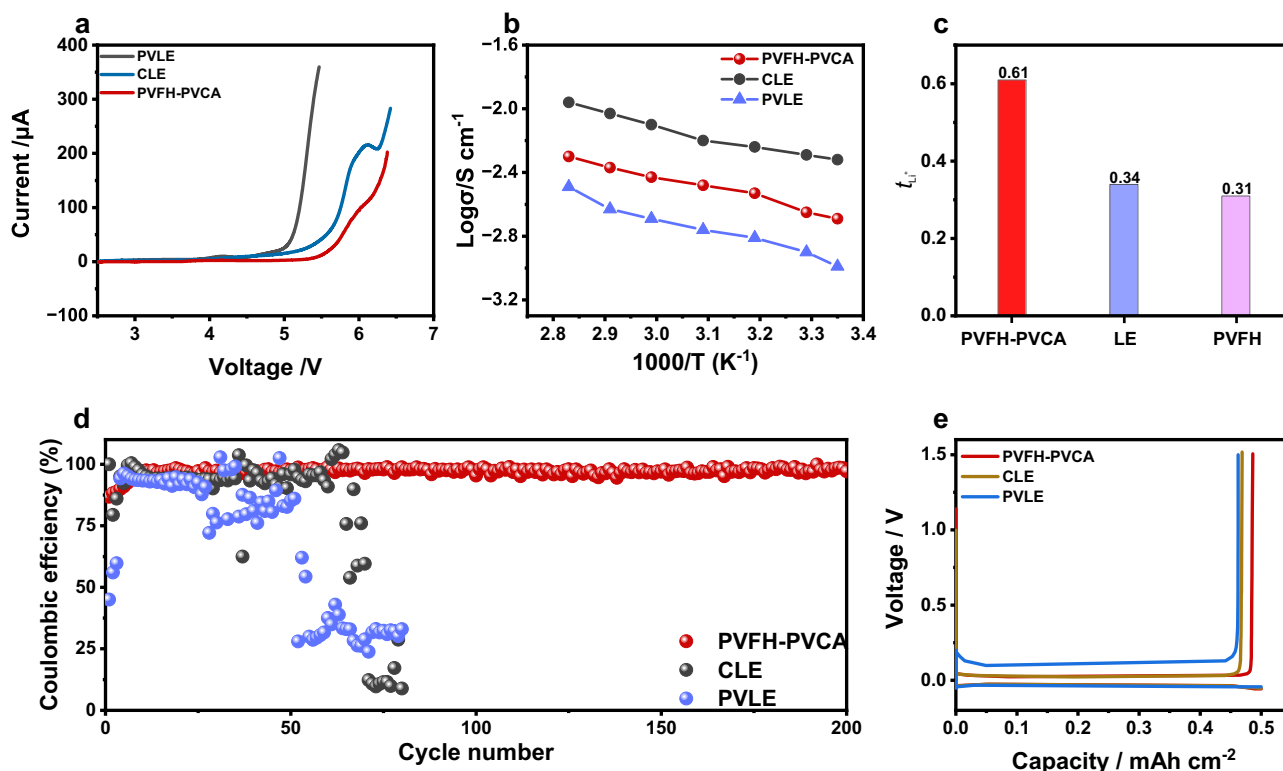 a
400
300
200
100
0
−100
3
4
5
6
7
Current /μA
Voltage /V
PVLE
CLE
PVFH-PVCA
b
−1.6
−2.0
−2.4
−2.8
−3.2
2.8
2.9
3.0
3.1
3.2
3.3
3.4
Logσ/S cm⁻¹
1000/T (K⁻¹)
PVFH-PVCA
CLE
PVLE
c
0.6
0.4
0.2
0.0
t_Li⁺
0.61
0.34
0.31
PVFH-PVCA
LE
PVFH
d
100
75
50
25
0
0
50
100
150
200
Coulombic effciency (%)
Cycle number
PVFH-PVCA
CLE
PVLE
e
1.5
1.0
0.5
0.0
0.0
0.1
0.2
0.3
0.4
0.5
Voltage / V
Capacity / mAh cm⁻²
PVFH-PVCA
CLE
PVLE